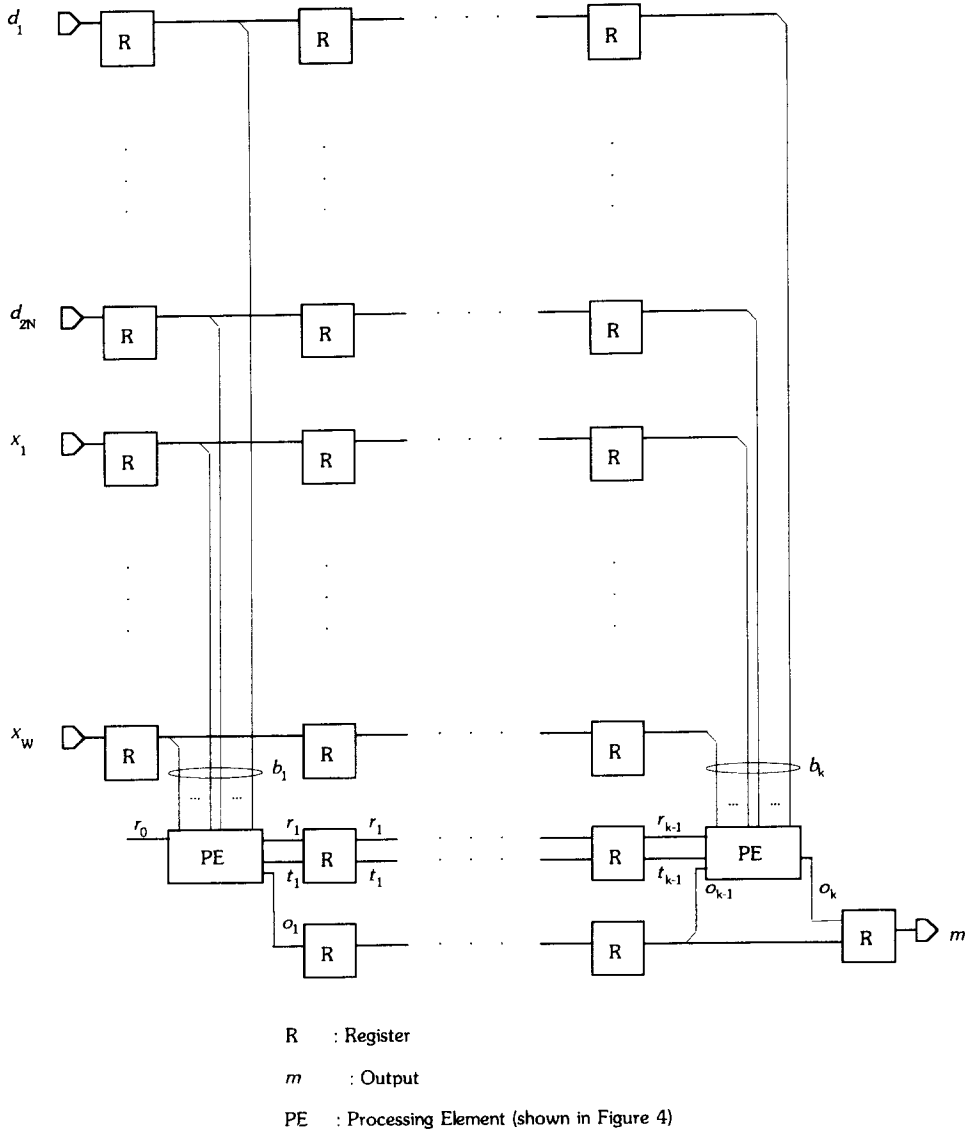 d₁ R R · · · · R
d₂N R R · · · · R
x₁ R R · · · · R
xW R R · · · · R
b₁ bₖ
... ... ... ...
r₀ PE r₁ R r₁ · · · · R rₖ₋₁ PE
t₁ t₁ tₖ₋₁
o₁ oₖ₋₁ oₖ
R · · · · R R m
R : Register
m : Output
PE : Processing Element (shown in Figure 4)